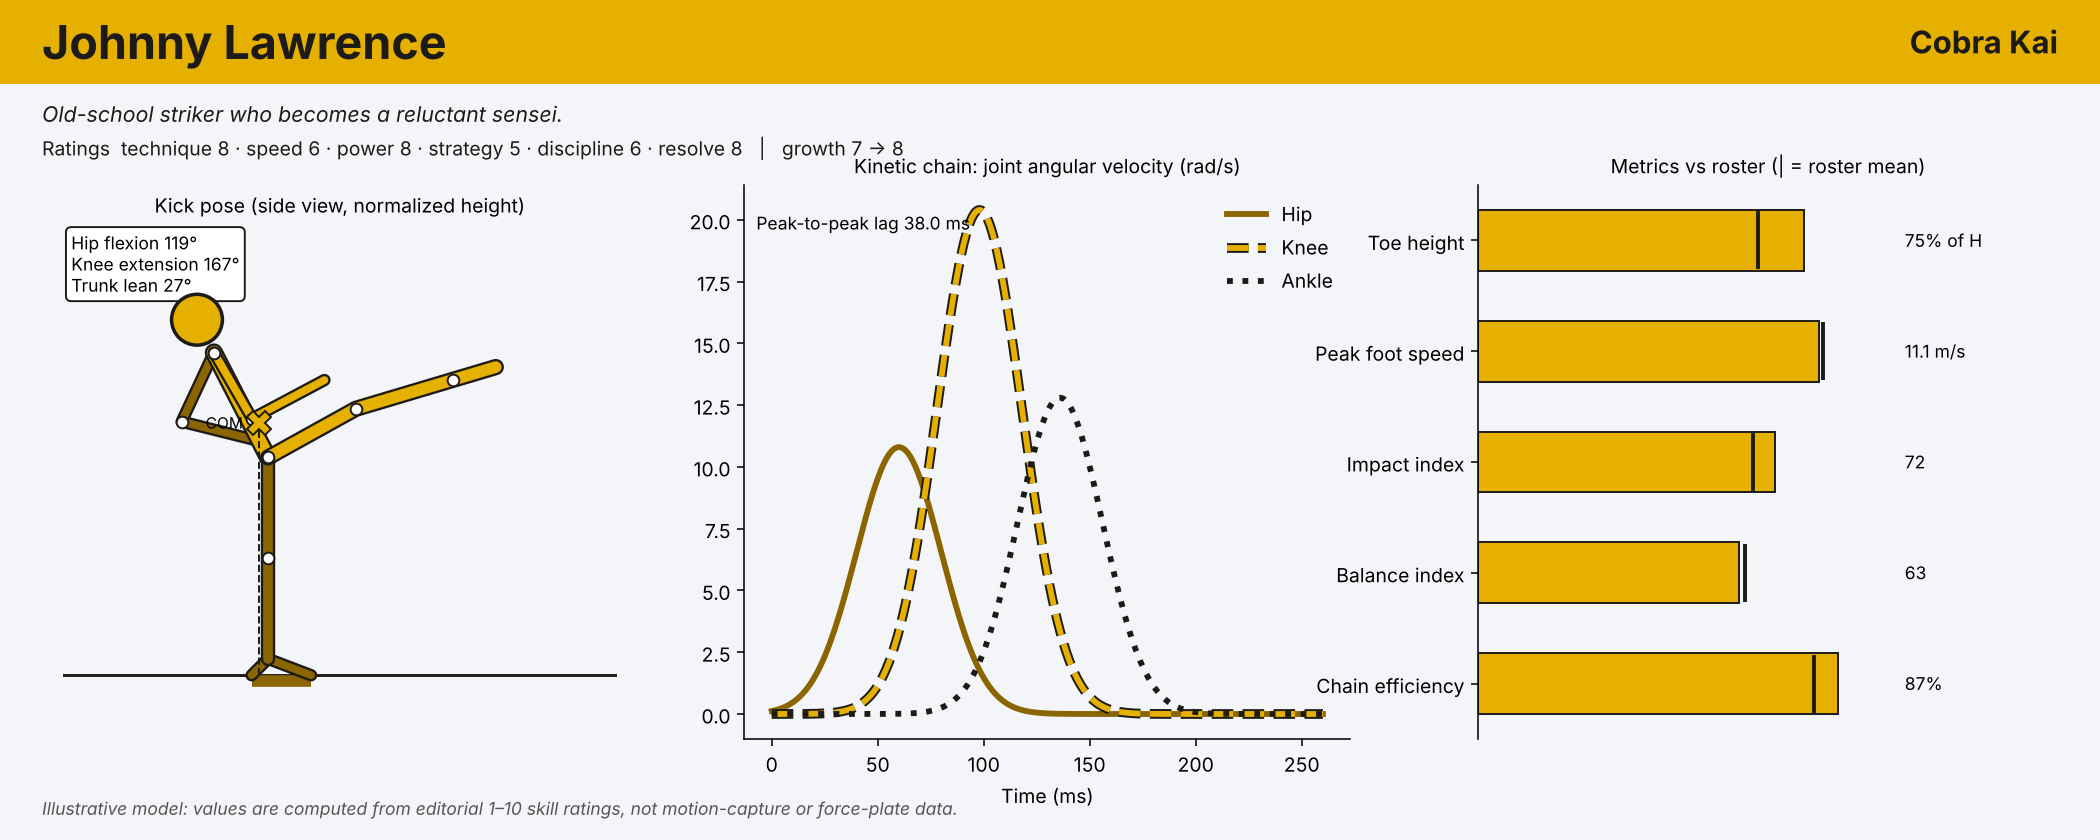 Johnny Lawrence
Cobra Kai
Old-school striker who becomes a reluctant sensei.
Ratings technique 8 · speed 6 · power 8 · strategy 5 · discipline 6 · resolve 8 | growth 7 → 8
Kick pose (side view, normalized height)
Hip flexion 119°
Knee extension 167°
Trunk lean 27°
COM
Kinetic chain: joint angular velocity (rad/s)
Peak-to-peak lag 38.0 ms
Hip
Knee
Ankle
20.0
17.5
15.0
12.5
10.0
7.5
5.0
2.5
0.0
0 50 100 150 200 250
Time (ms)
Metrics vs roster (| = roster mean)
Toe height 75% of H
Peak foot speed 11.1 m/s
Impact index 72
Balance index 63
Chain efficiency 87%
Illustrative model: values are computed from editorial 1–10 skill ratings, not motion-capture or force-plate data.